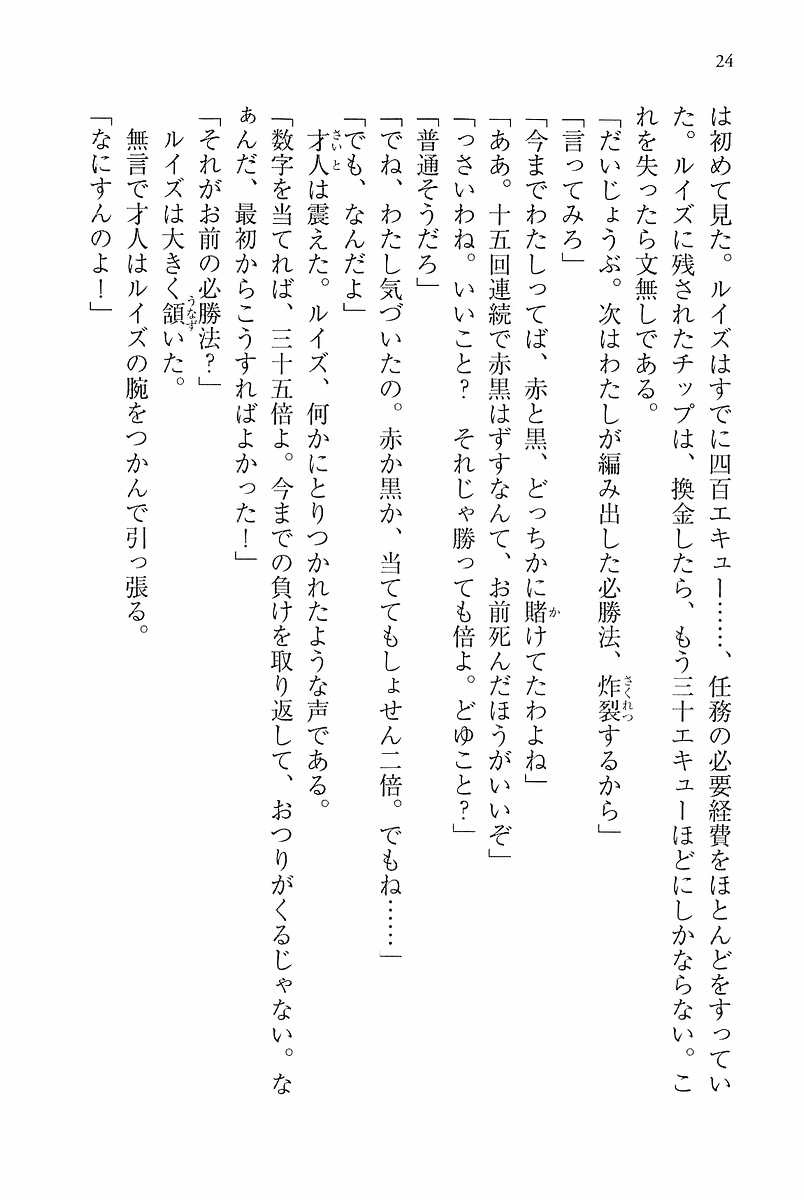 24
は初めて見た。ルイズはすでに四百エキュー……、任務の必要経費をほとんどをすってい
た。ルイズに残されたチップは、換金したら、もう三十エキューほどにしかならない。こ
れを失ったら文無しである。
「だいじょうぶ。次はわたしが編み出した必勝法、炸裂するから」
「言ってみろ」
「今までわたしってば、赤と黒、どっちかに賭けてたわよね」
「ああ。十五回連続で赤黒はずすなんて、お前死んだほうがいいぞ」
「っさいわね。いいこと？　それじゃ勝っても倍よ。どゆこと？」
「普通そうだろ」
「でね、わたし気づいたの。赤か黒か、当ててもしょせん二倍。でもね……」
「でも、なんだよ」
才人は震えた。ルイズ、何かにとりつかれたような声である。
「数字を当てれば、三十五倍よ。今までの負けを取り返して、おつりがくるじゃない。な
ぁんだ、最初からこうすればよかった！」
「それがお前の必勝法？」
ルイズは大きく頷いた。
無言で才人はルイズの腕をつかんで引っ張る。
「なにすんのよ！」